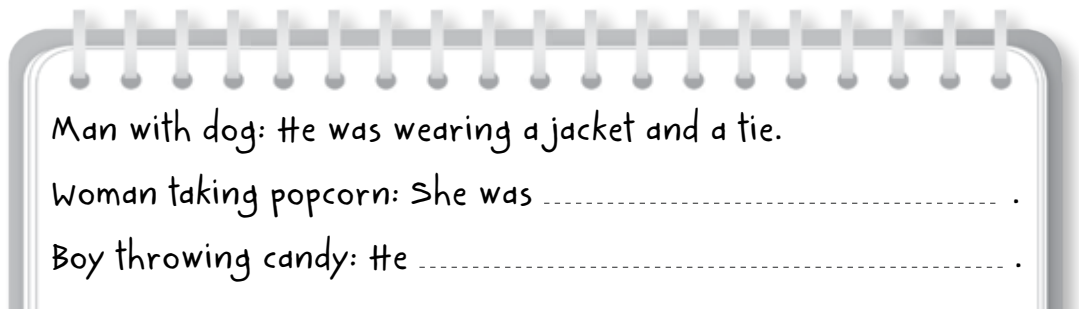 Man with dog: He was wearing a jacket and a tie.
Woman taking popcorn: She was .
Boy throwing candy: He .